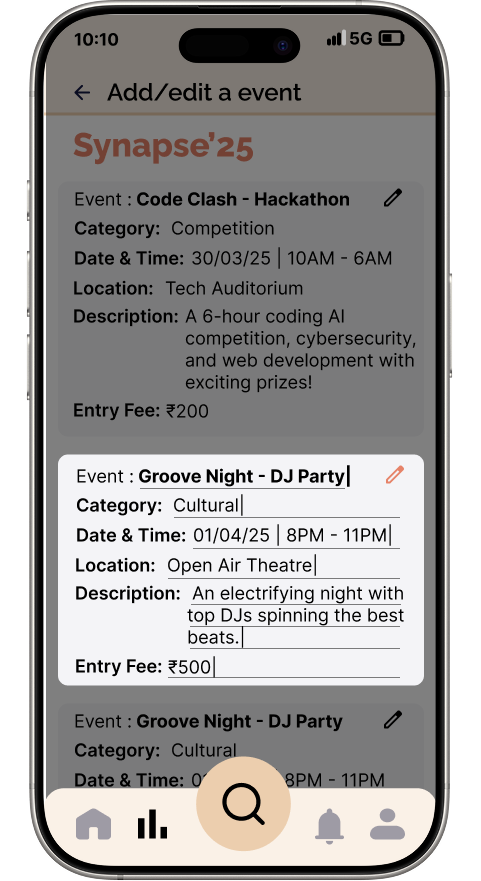 10:10 5G
Add/edit a event
Synapse’25
Event : Code Clash - Hackathon
Category: Competition
Date & Time: 30/03/25 | 10AM - 6AM
Location: Tech Auditorium
Description: A 6-hour coding AI
competition, cybersecurity,
and web development with
exciting prizes!
Entry Fee: ₹200
Event : Groove Night - DJ Party
Category: Cultural
Date & Time: 01/04/25 | 8PM - 11PM
Location: Open Air Theatre
Description: An electrifying night with
top DJs spinning the best
beats.
Entry Fee: ₹500
Event : Groove Night - DJ Party
Category: Cultural
Date & Time: 8PM - 11PM